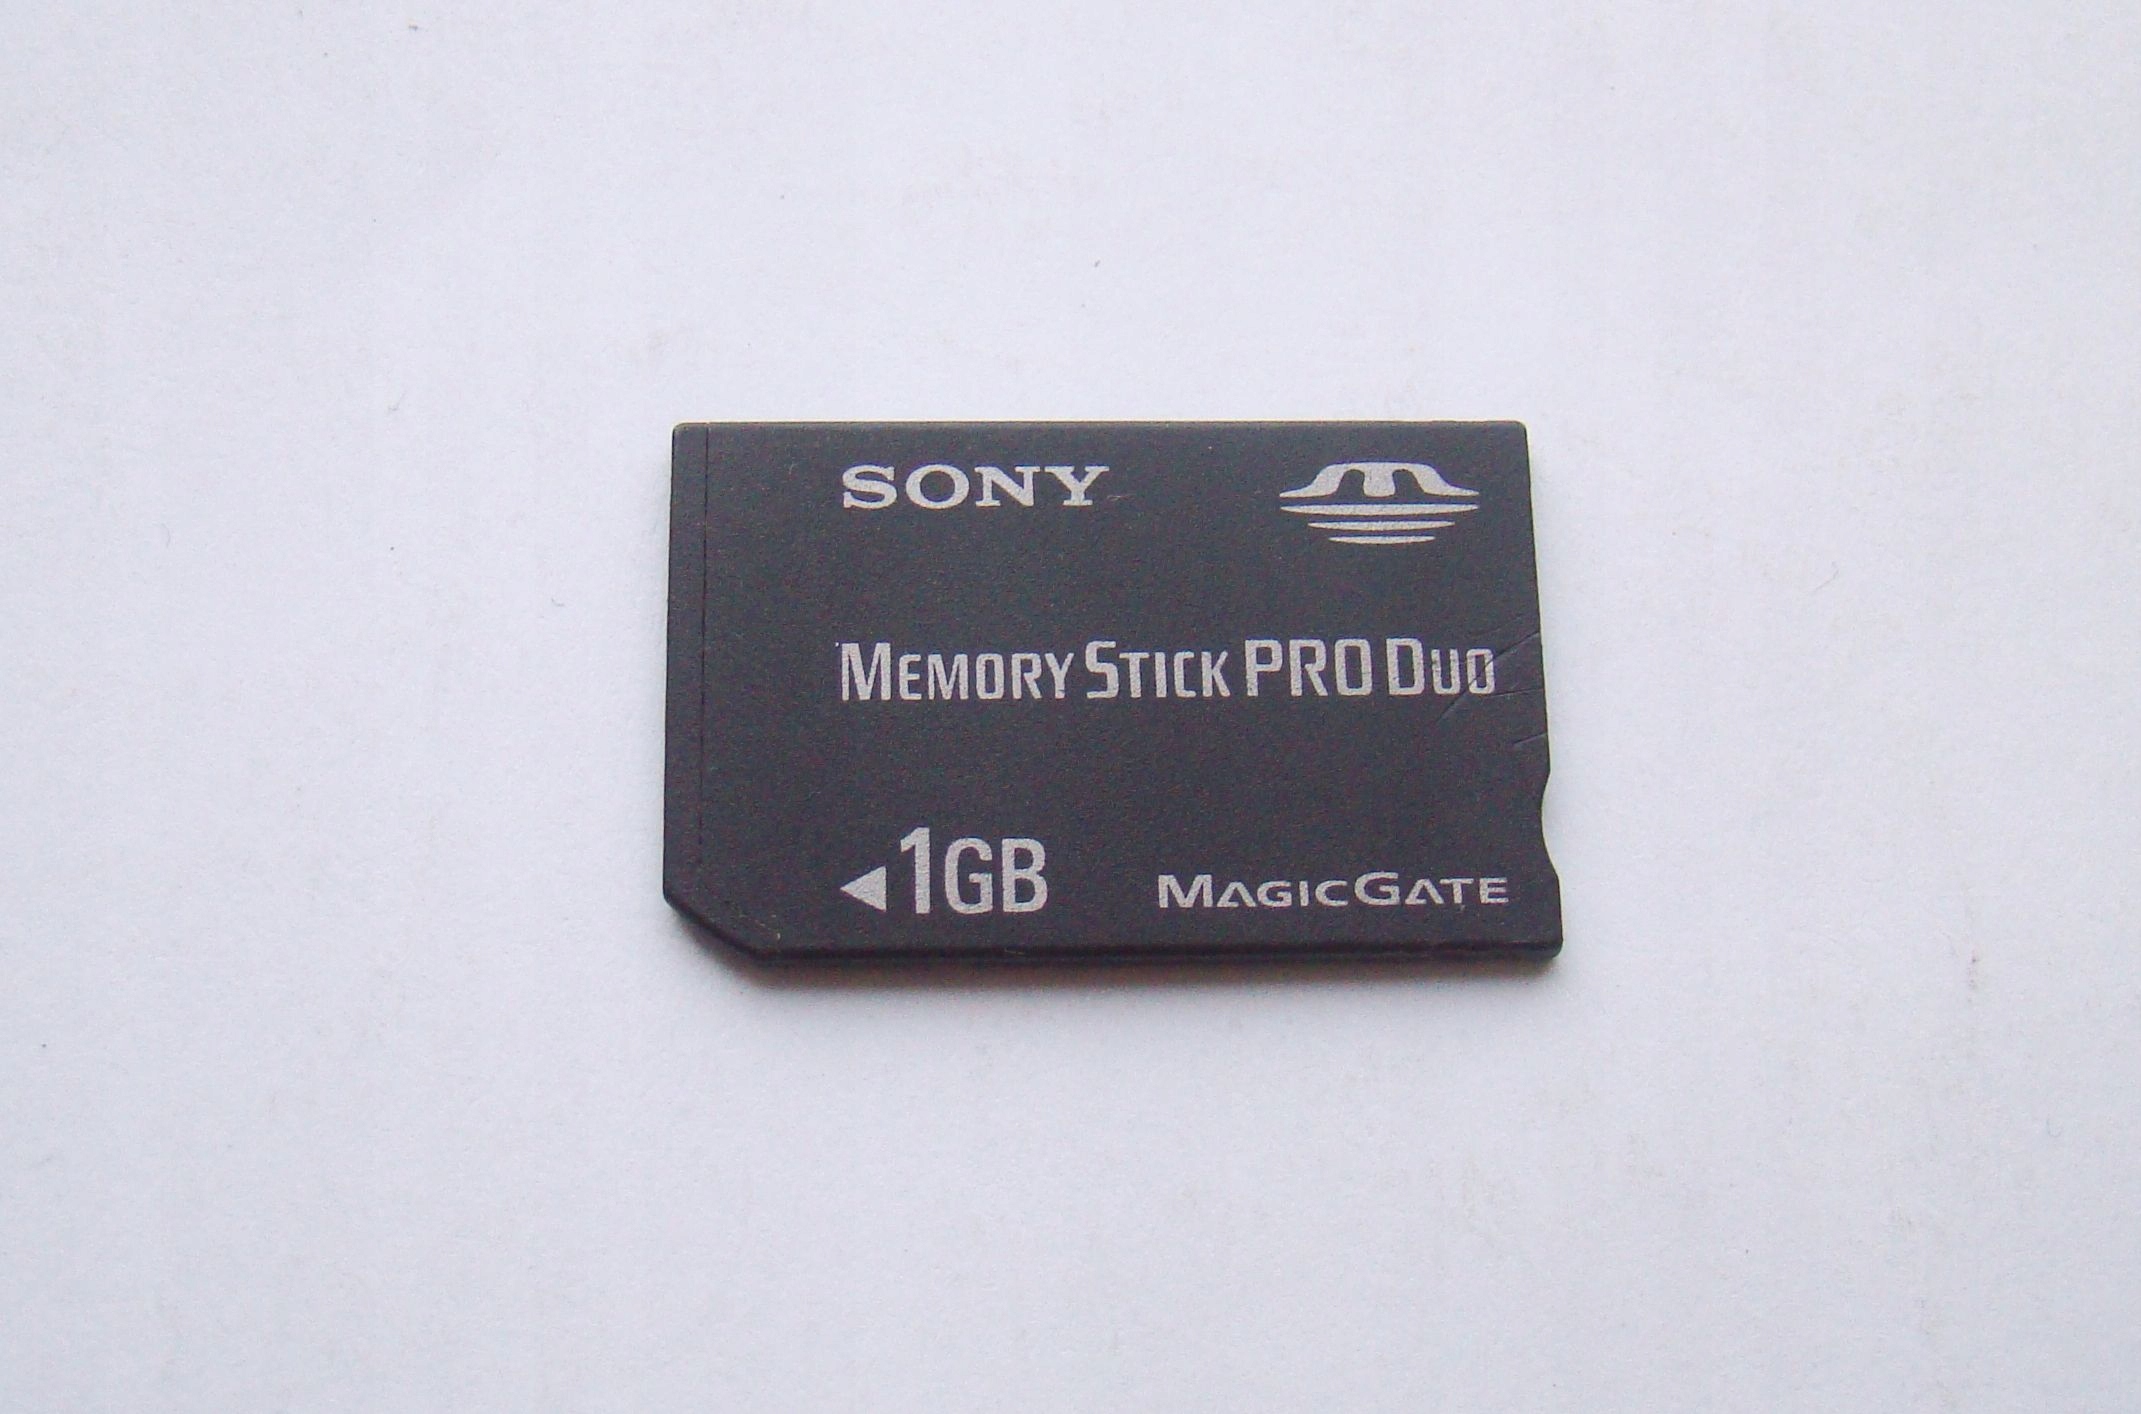 SONY
MEMORY STICK PRO DUO
1GB MAGICGATE